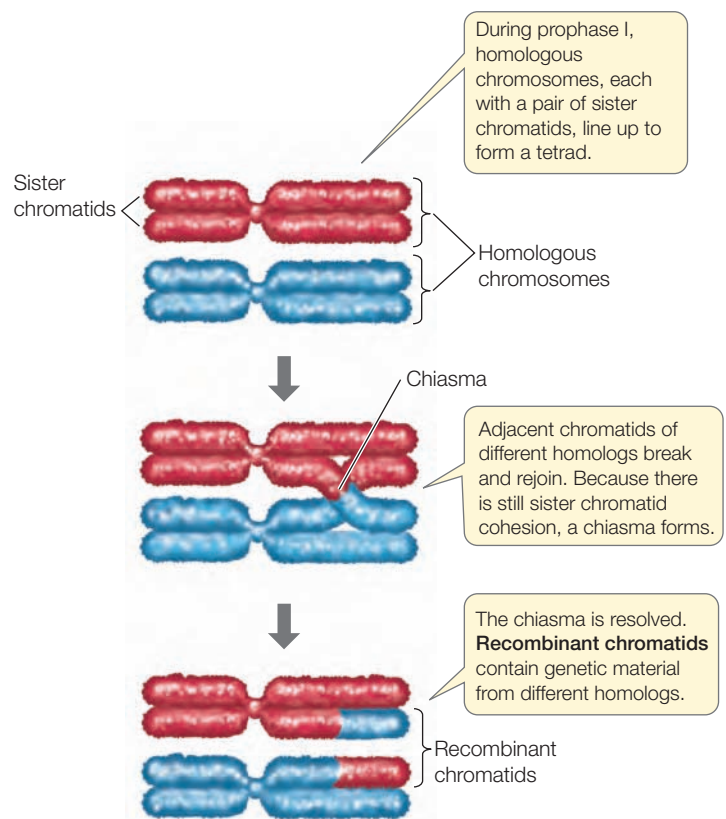 During prophase I,
homologous
chromosomes, each
with a pair of sister
chromatids, line up to
form a tetrad.
Sister
chromatids
Homologous
chromosomes
Chiasma
Adjacent chromatids of
different homologs break
and rejoin. Because there
is still sister chromatid
cohesion, a chiasma forms.
The chiasma is resolved.
Recombinant chromatids
contain genetic material
from different homologs.
Recombinant
chromatids